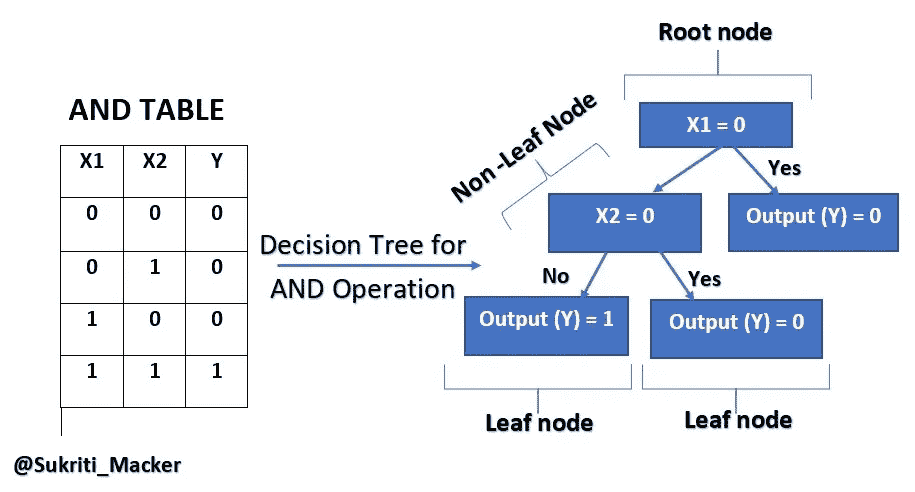 Root node
AND TABLE
X1 X2 Y
0 0 0
0 1 0
1 0 0
1 1 1
Decision Tree for
AND Operation
Non-Leaf Node
X1 = 0
Yes
X2 = 0
Output (Y) = 0
No
Yes
Output (Y) = 1
Output (Y) = 0
Leaf node
Leaf node
@Sukriti_Macker